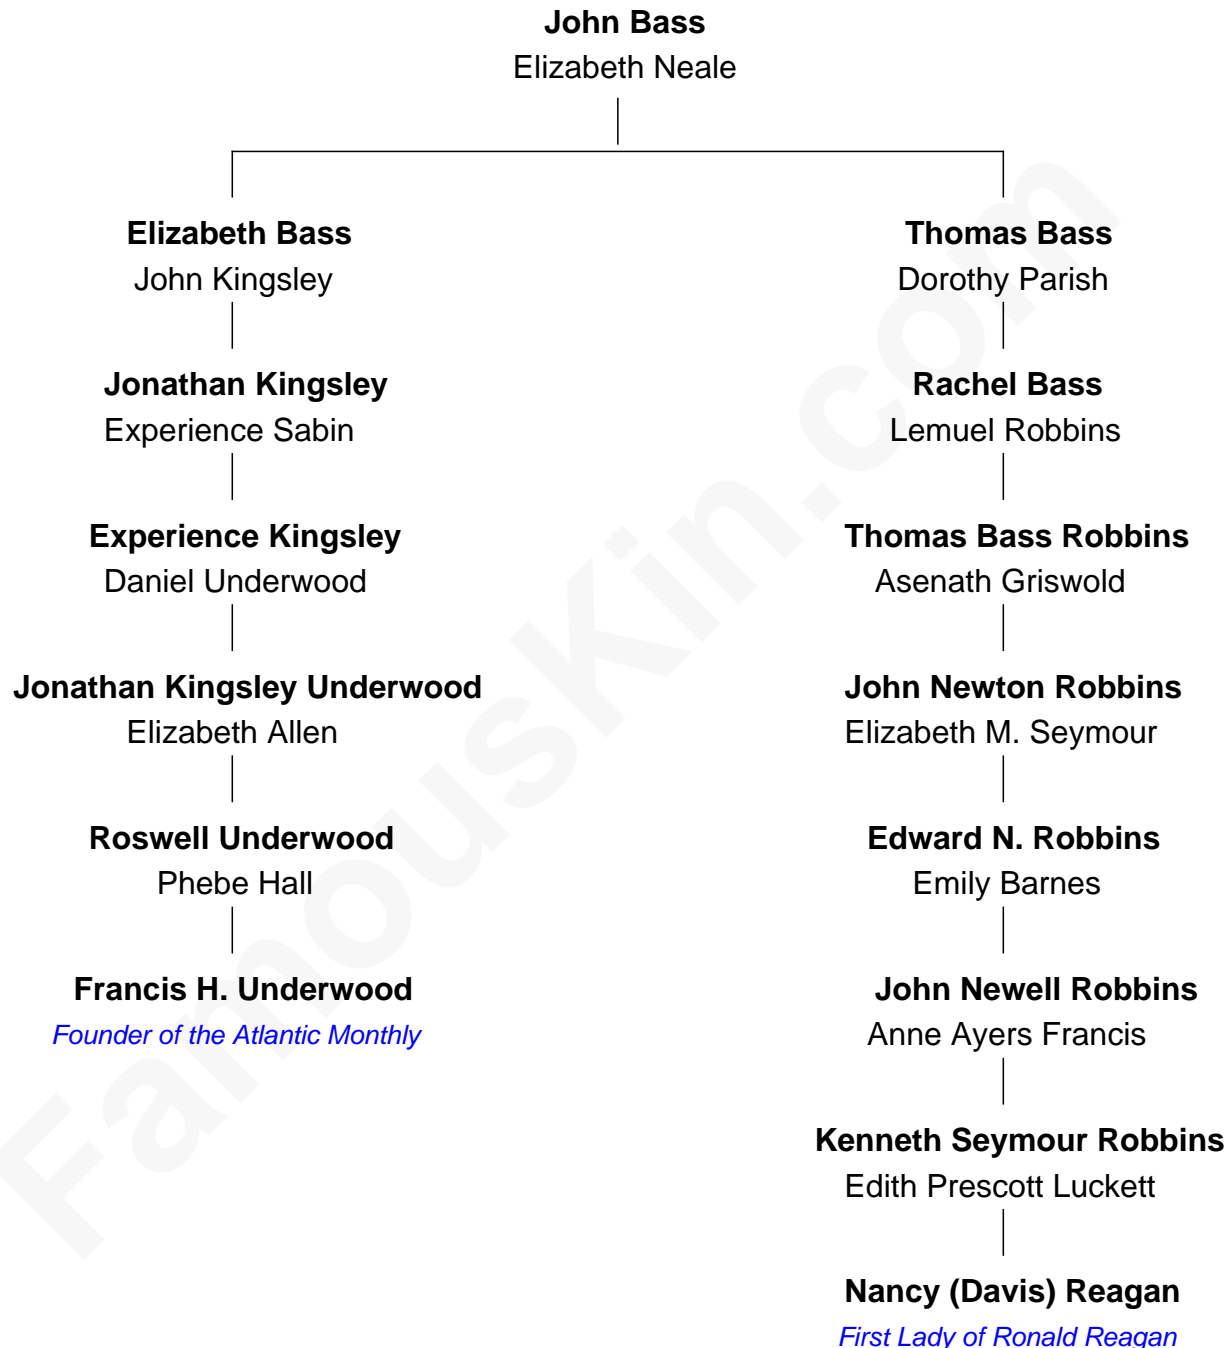 John Bass
Elizabeth Neale
Elizabeth Bass
John Kingsley
Thomas Bass
Dorothy Parish
Jonathan Kingsley
Experience Sabin
Rachel Bass
Lemuel Robbins
Experience Kingsley
Daniel Underwood
Thomas Bass Robbins
Asenath Griswold
Jonathan Kingsley Underwood
Elizabeth Allen
John Newton Robbins
Elizabeth M. Seymour
Roswell Underwood
Phebe Hall
Edward N. Robbins
Emily Barnes
Francis H. Underwood
Founder of the Atlantic Monthly
John Newell Robbins
Anne Ayers Francis
Kenneth Seymour Robbins
Edith Prescott Luckett
Nancy (Davis) Reagan
First Lady of Ronald Reagan
FamousKin.com